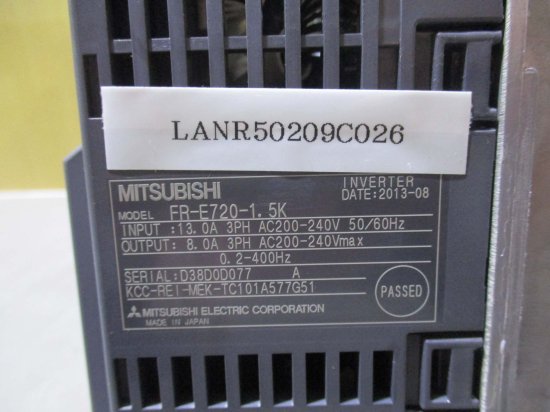 LANR50209C026
MITSUBISHI INVERTER
DATE:2013-08
MODEL FR-E720-1.5K
INPUT :13.0A 3PH AC200-240V 50/60Hz
OUTPUT: 8.0A 3PH AC200-240Vmax
0.2-400Hz
SERIAL:D38D0D077 A
KCC-REI-MEK-TC101A577G51
PASSED
MITSUBISHI ELECTRIC CORPORATION
MADE IN JAPAN